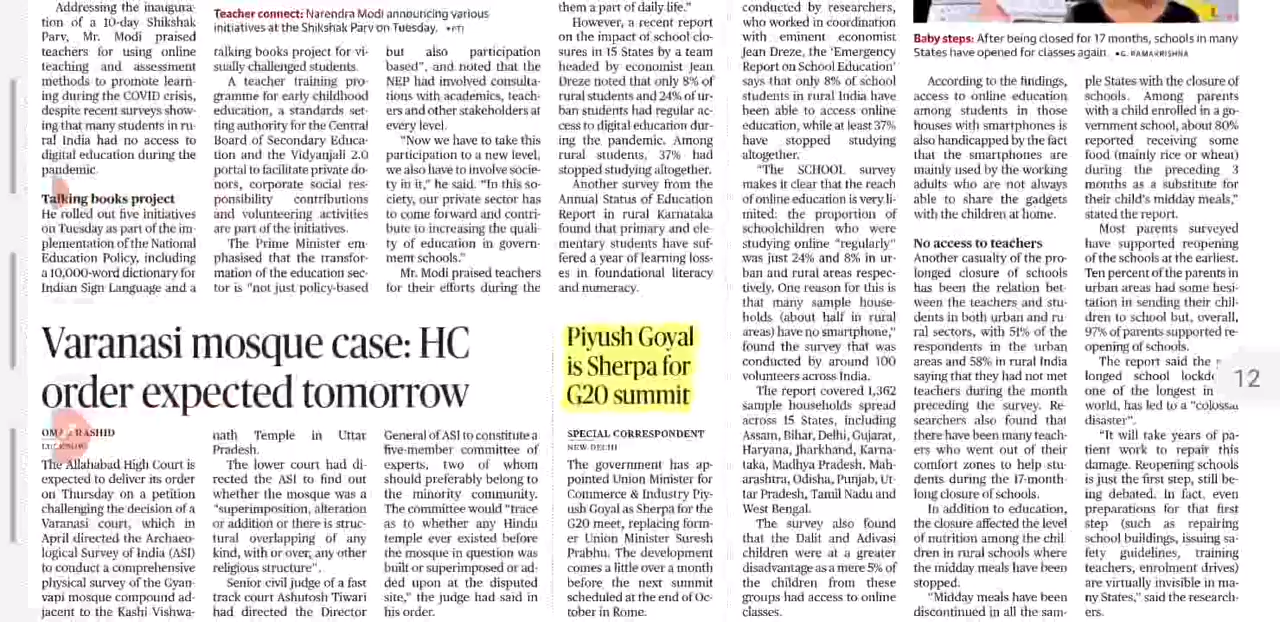 Addressing the inaugura-
tion of a 10-day Shikshak
Parv, Mr. Modi praised
teachers for using online
teaching and assessment
methods to promote learn-
ing during the COVID crisis,
despite recent surveys show-
ing that many students in ru-
ral India had no access to
digital education during the
pandemic.
Talking books project
He rolled out five initiatives
on Tuesday as part of the im-
plementation of the National
Education Policy, including
a 10,000-word dictionary for
Indian Sign Language and a
Teacher connect: Narendra Modi announcing various
initiatives at the Shikshak Parv on Tuesday. •PTI
talking books project for vi-
sually challenged students.
A teacher training pro-
gramme for early childhood
education, a standards set-
ting authority for the Central
Board of Secondary Educa-
tion and the Vidyanjali 2.0
portal to facilitate private do-
nors, corporate social res-
ponsibility contributions
and volunteering activities
are part of the initiatives.
The Prime Minister em-
phasised that the transfor-
mation of the education sec-
tor is "not just policy-based
but also participation
based", and noted that the
NEP had involved consulta-
tions with academics, teach-
ers and other stakeholders at
every level.
"Now we have to take this
participation to a new level,
we also have to involve socie-
ty in it," he said. "In this so-
ciety, our private sector has
to come forward and contri-
bute to increasing the quali-
ty of education in govern-
ment schools."
Mr. Modi praised teachers
for their efforts during the
them a part of daily life."
However, a recent report
on the impact of school clo-
sures in 15 States by a team
headed by economist Jean
Dreze noted that only 8% of
rural students and 24% of ur-
ban students had regular ac-
cess to digital education dur-
ing the pandemic. Among
rural students, 37% had
stopped studying altogether.
Another survey from the
Annual Status of Education
Report in rural Karnataka
found that primary and ele-
mentary students have suf-
fered a year of learning loss-
es in foundational literacy
and numeracy.
Varanasi mosque case: HC
order expected tomorrow
OMAR RASHID
LUCKNOW
The Allahabad High Court is
expected to deliver its order
on Thursday on a petition
challenging the decision of a
Varanasi court, which in
April directed the Archaeo-
logical Survey of India (ASI)
to conduct a comprehensive
physical survey of the Gyan-
vapi mosque compound ad-
jacent to the Kashi Vishwa-
nath Temple in Uttar
Pradesh.
The lower court had di-
rected the ASI to find out
whether the mosque was a
"superimposition, alteration
or addition or there is struc-
tural overlapping of any
kind, with or over, any other
religious structure".
Senior civil judge of a fast
track court Ashutosh Tiwari
had directed the Director
General of ASI to constitute a
five-member committee of
experts, two of whom
should preferably belong to
the minority community.
The committee would "trace
as to whether any Hindu
temple ever existed before
the mosque in question was
built or superimposed or ad-
ded upon at the disputed
site," the judge had said in
his order.
Piyush Goyal
is Sherpa for
G20 summit
SPECIAL CORRESPONDENT
NEW DELHI
The government has ap-
pointed Union Minister for
Commerce & Industry Piy-
ush Goyal as Sherpa for the
G20 meet, replacing form-
er Union Minister Suresh
Prabhu. The development
comes a little over a month
before the next summit
scheduled at the end of Oc-
tober in Rome.
conducted by researchers,
who worked in coordination
with eminent economist
Jean Dreze, the 'Emergency
Report on School Education'
says that only 8% of school
students in rural India have
been able to access online
education, while at least 37%
have stopped studying
altogether.
"The SCHOOL survey
makes it clear that the reach
of online education is very li-
mited: the proportion of
schoolchildren who were
studying online "regularly"
was just 24% and 8% in ur-
ban and rural areas respec-
tively. One reason for this is
that many sample house-
holds (about half in rural
areas) have no smartphone,"
found the survey that was
conducted by around 100
volunteers across India.
The report covered 1,362
sample households spread
across 15 States, including
Assam, Bihar, Delhi, Gujarat,
Haryana, Jharkhand, Karna-
taka, Madhya Pradesh, Mah-
arashtra, Odisha, Punjab, Ut-
tar Pradesh, Tamil Nadu and
West Bengal.
The survey also found
that the Dalit and Adivasi
children were at a greater
disadvantage as a mere 5% of
the children from these
groups had access to online
classes.
Baby steps: After being closed for 17 months, schools in many
States have opened for classes again. •G. RAMAKRISHNA
According to the findings,
access to online education
among students in those
houses with smartphones is
also handicapped by the fact
that the smartphones are
mainly used by the working
adults who are not always
able to share the gadgets
with the children at home.
No access to teachers
Another casualty of the pro-
longed closure of schools
has been the relation bet-
ween the teachers and stu-
dents in both urban and ru-
ral sectors, with 51% of the
respondents in the urban
areas and 58% in rural India
saying that they had not met
teachers during the month
preceding the survey. Re-
searchers also found that
there have been many teach-
ers who went out of their
comfort zones to help stu-
dents during the 17-month-
long closure of schools.
In addition to education,
the closure affected the level
of nutrition among the chil-
dren in rural schools where
the midday meals have been
stopped.
"Midday meals have been
discontinued in all the sam-
ple States with the closure of
schools. Among parents
with a child enrolled in a go-
vernment school, about 80%
reported receiving some
food (mainly rice or wheat)
during the preceding 3
months as a substitute for
their child's midday meals,"
stated the report.
Most parents surveyed
have supported reopening
of the schools at the earliest.
Ten percent of the parents in
urban areas had some hesi-
tation in sending their chil-
dren to school but, overall,
97% of parents supported re-
opening of schools.
The report said the
longed school lockd
one of the longest in
world, has led to a "colossal
disaster".
"It will take years of pa-
tient work to repair this
damage. Reopening schools
is just the first step, still be-
ing debated. In fact, even
preparations for that first
step (such as repairing
school buildings, issuing sa-
fety guidelines, training
teachers, enrolment drives)
are virtually invisible in ma-
ny States," said the research-
ers.
12